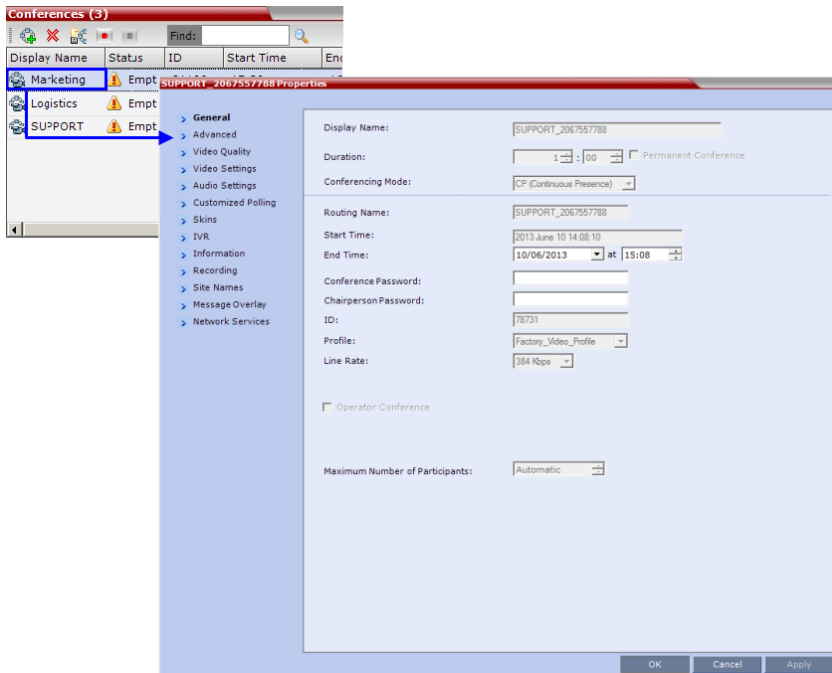 Conferences (3)
Find:
Display Name Status ID Start Time
Marketing Empt
Logistics Empt
SUPPORT Empt
SUPPORT_2067557788 Properties
General
Advanced
Video Quality
Video Settings
Audio Settings
Customized Polling
Skins
IVR
Information
Recording
Site Names
Message Overlay
Network Services
Display Name: SUPPORT_2067557788
Duration: 1 : 00 Permanent Conference
Conferencing Mode: CP (Continuous Presence)
Routing Name: SUPPORT_2067557788
Start Time: 2013 June 10 14:08:10
End Time: 10/06/2013 at 15:08
Conference Password:
Chairperson Password:
ID: 78731
Profile: Factory_Video_Profile
Line Rate: 384 Kbps
Operator Conference
Maximum Number of Participants: Automatic
OK Cancel Apply